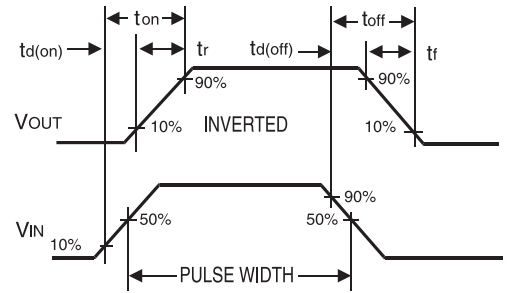 ton toff
td(on) tr td(off) tf
90% 90%
VOUT 10% INVERTED 10%
90%
50% 50%
VIN 10%
PULSE WIDTH